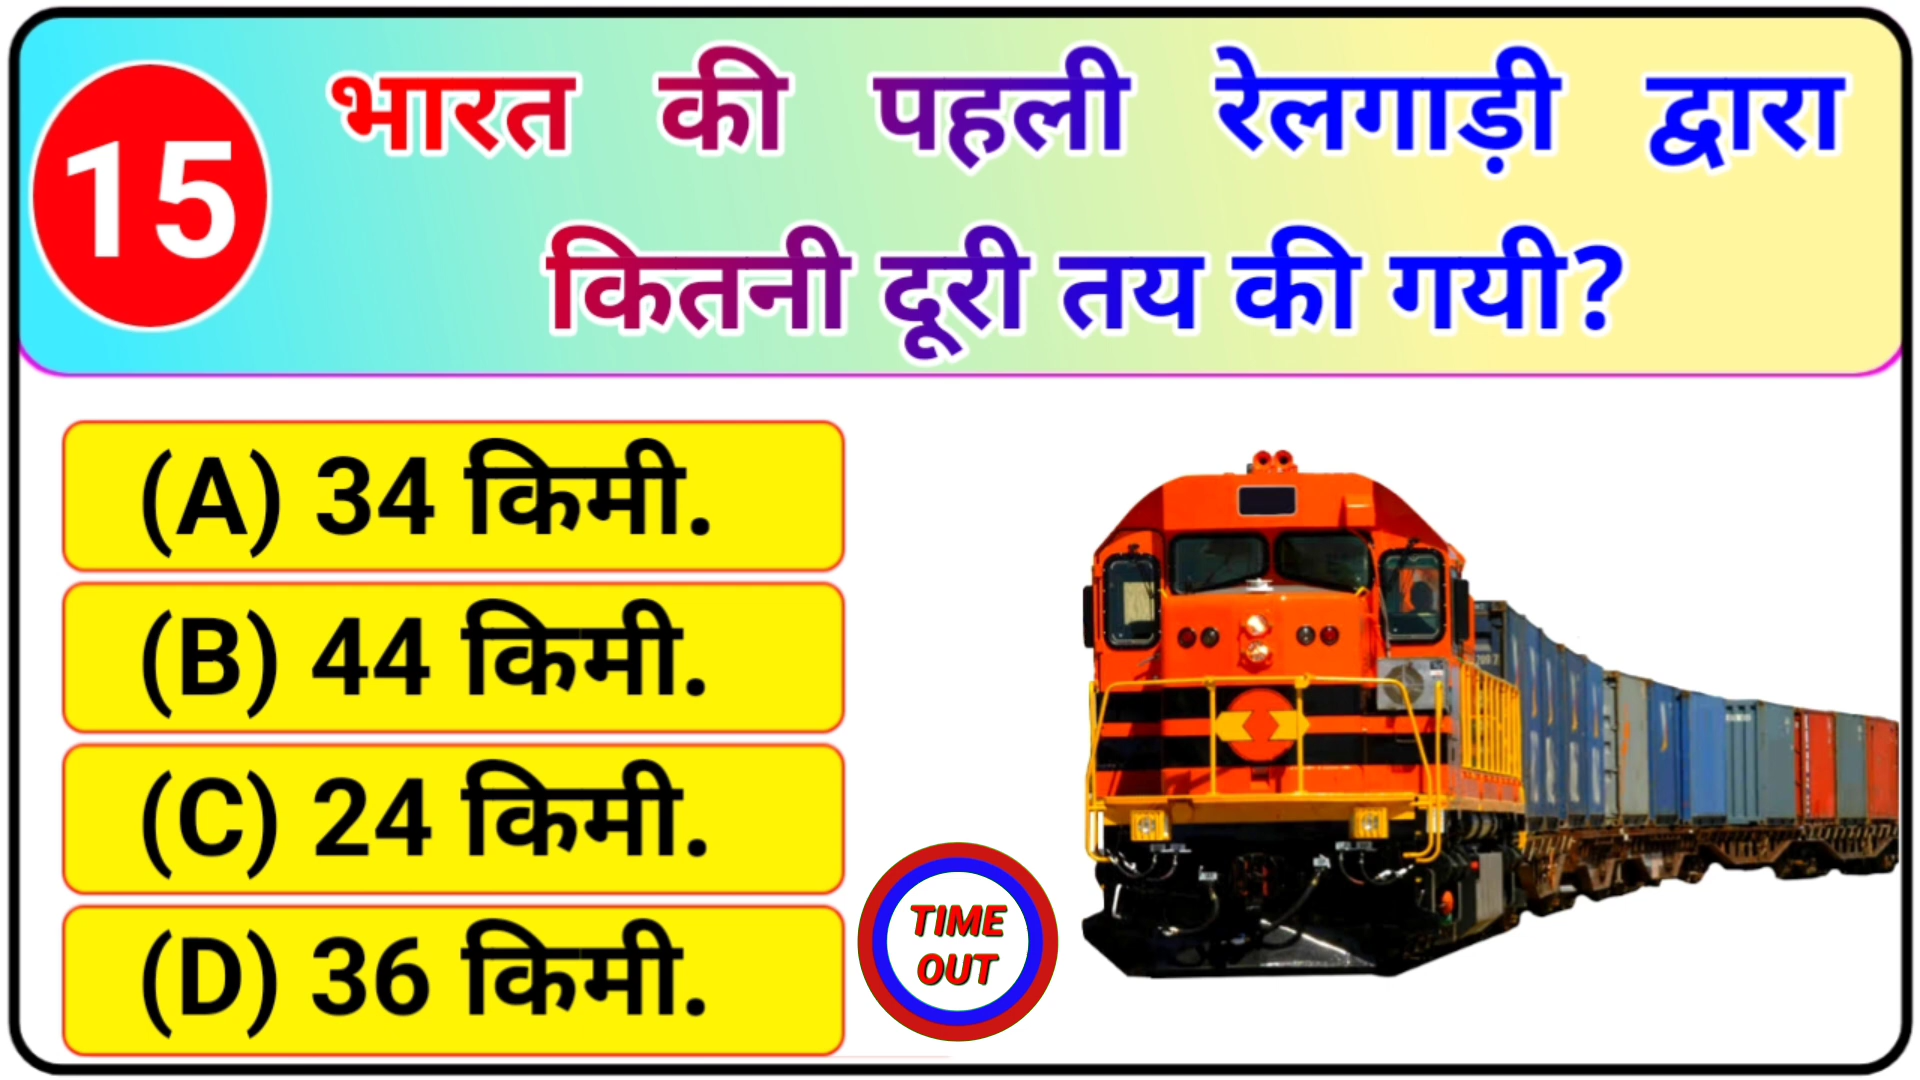 15
भारत की पहली रेलगाड़ी द्वारा
कितनी दूरी तय की गयी?
(A) 34 किमी.
(B) 44 किमी.
(C) 24 किमी.
(D) 36 किमी.
TIME
OUT